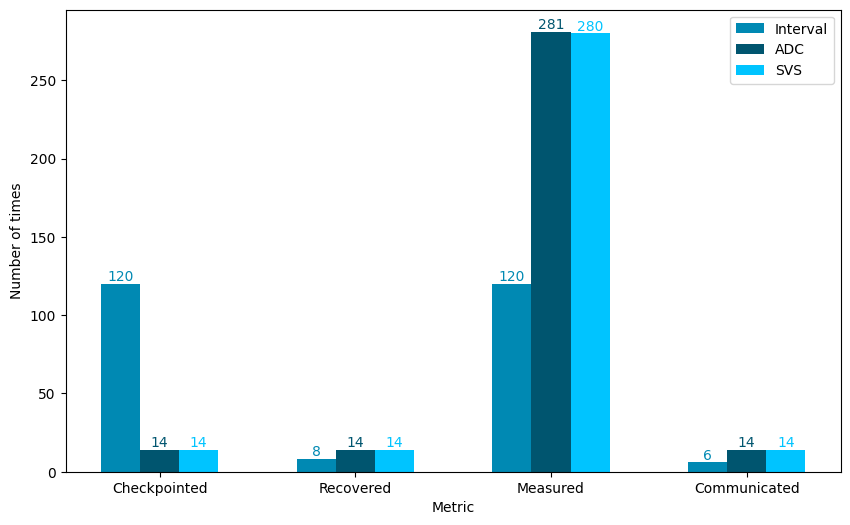 Number of times
250
200
150
100
50
0
120
14
14
8
14
14
120
281
280
6
14
14
Checkpointed
Recovered
Measured
Communicated
Metric
Interval
ADC
SVS